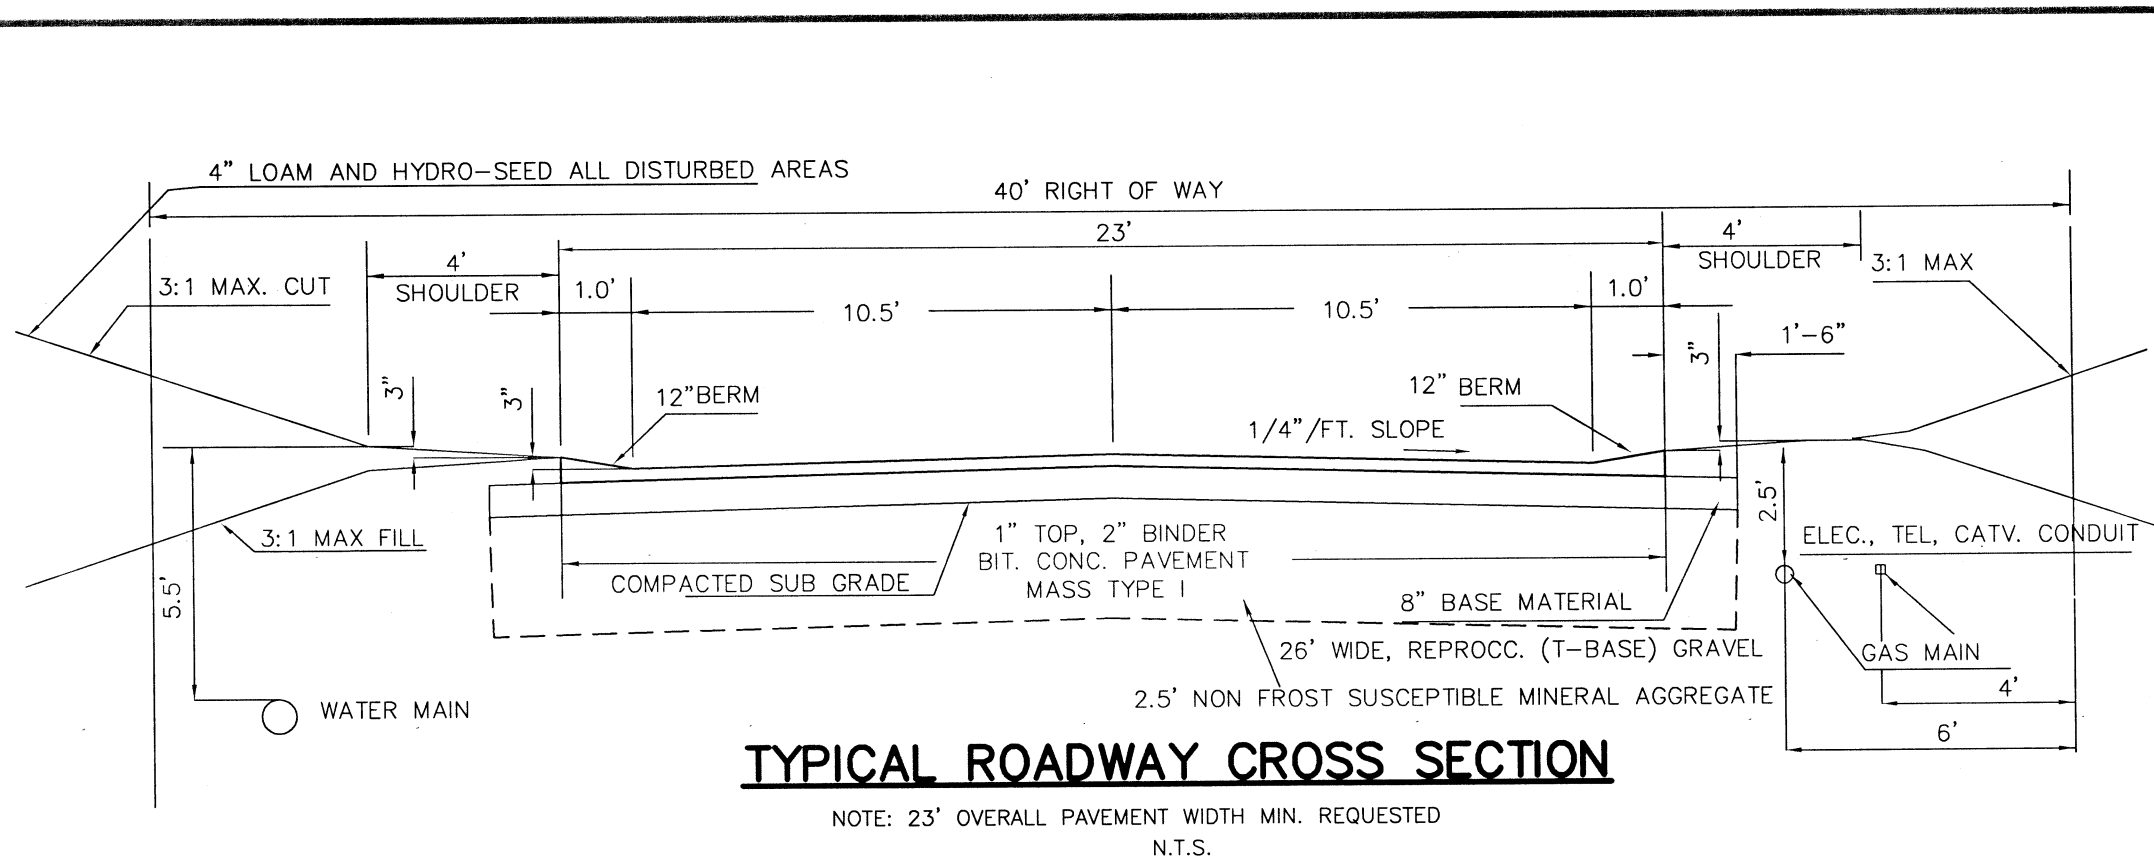 4" LOAM AND HYDRO-SEED ALL DISTURBED AREAS
40' RIGHT OF WAY
23'
4'
SHOULDER
4'
SHOULDER
3:1 MAX. CUT
3:1 MAX
1.0'
10.5'
10.5'
1.0'
1'-6"
3"
3"
3"
12"BERM
12" BERM
1/4"/FT. SLOPE
3:1 MAX FILL
5.5'
2.5'
1" TOP, 2" BINDER
BIT. CONC. PAVEMENT
MASS TYPE I
COMPACTED SUB GRADE
ELEC., TEL, CATV. CONDUIT
8" BASE MATERIAL
26' WIDE, REPROCC. (T-BASE) GRAVEL
GAS MAIN
2.5' NON FROST SUSCEPTIBLE MINERAL AGGREGATE
4'
WATER MAIN
6'
TYPICAL ROADWAY CROSS SECTION
NOTE: 23' OVERALL PAVEMENT WIDTH MIN. REQUESTED
N.T.S.